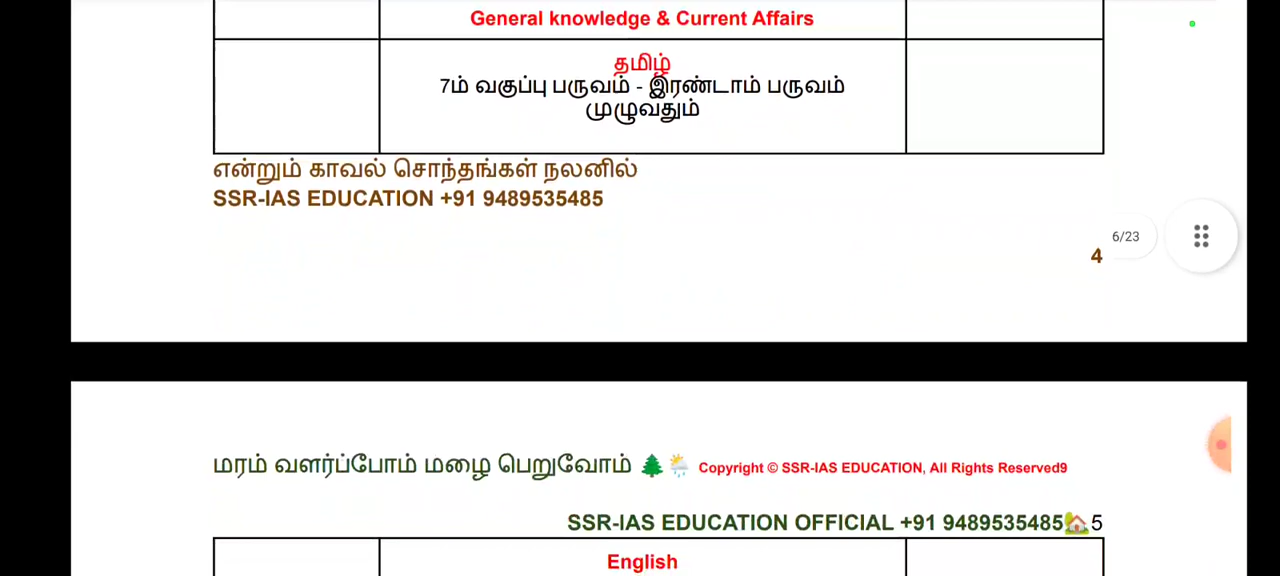 General knowledge & Current Affairs
தமிழ்
7ம் வகுப்பு பருவம் - இரண்டாம் பருவம்
முழுவதும்
என்றும் காவல் சொந்தங்கள் நலனில்
SSR-IAS EDUCATION +91 9489535485
6/23
4
மரம் வளர்ப்போம் மழை பெறுவோம் 🌲🌦️ Copyright © SSR-IAS EDUCATION, All Rights Reserved9
SSR-IAS EDUCATION OFFICIAL +91 9489535485🏡5
English